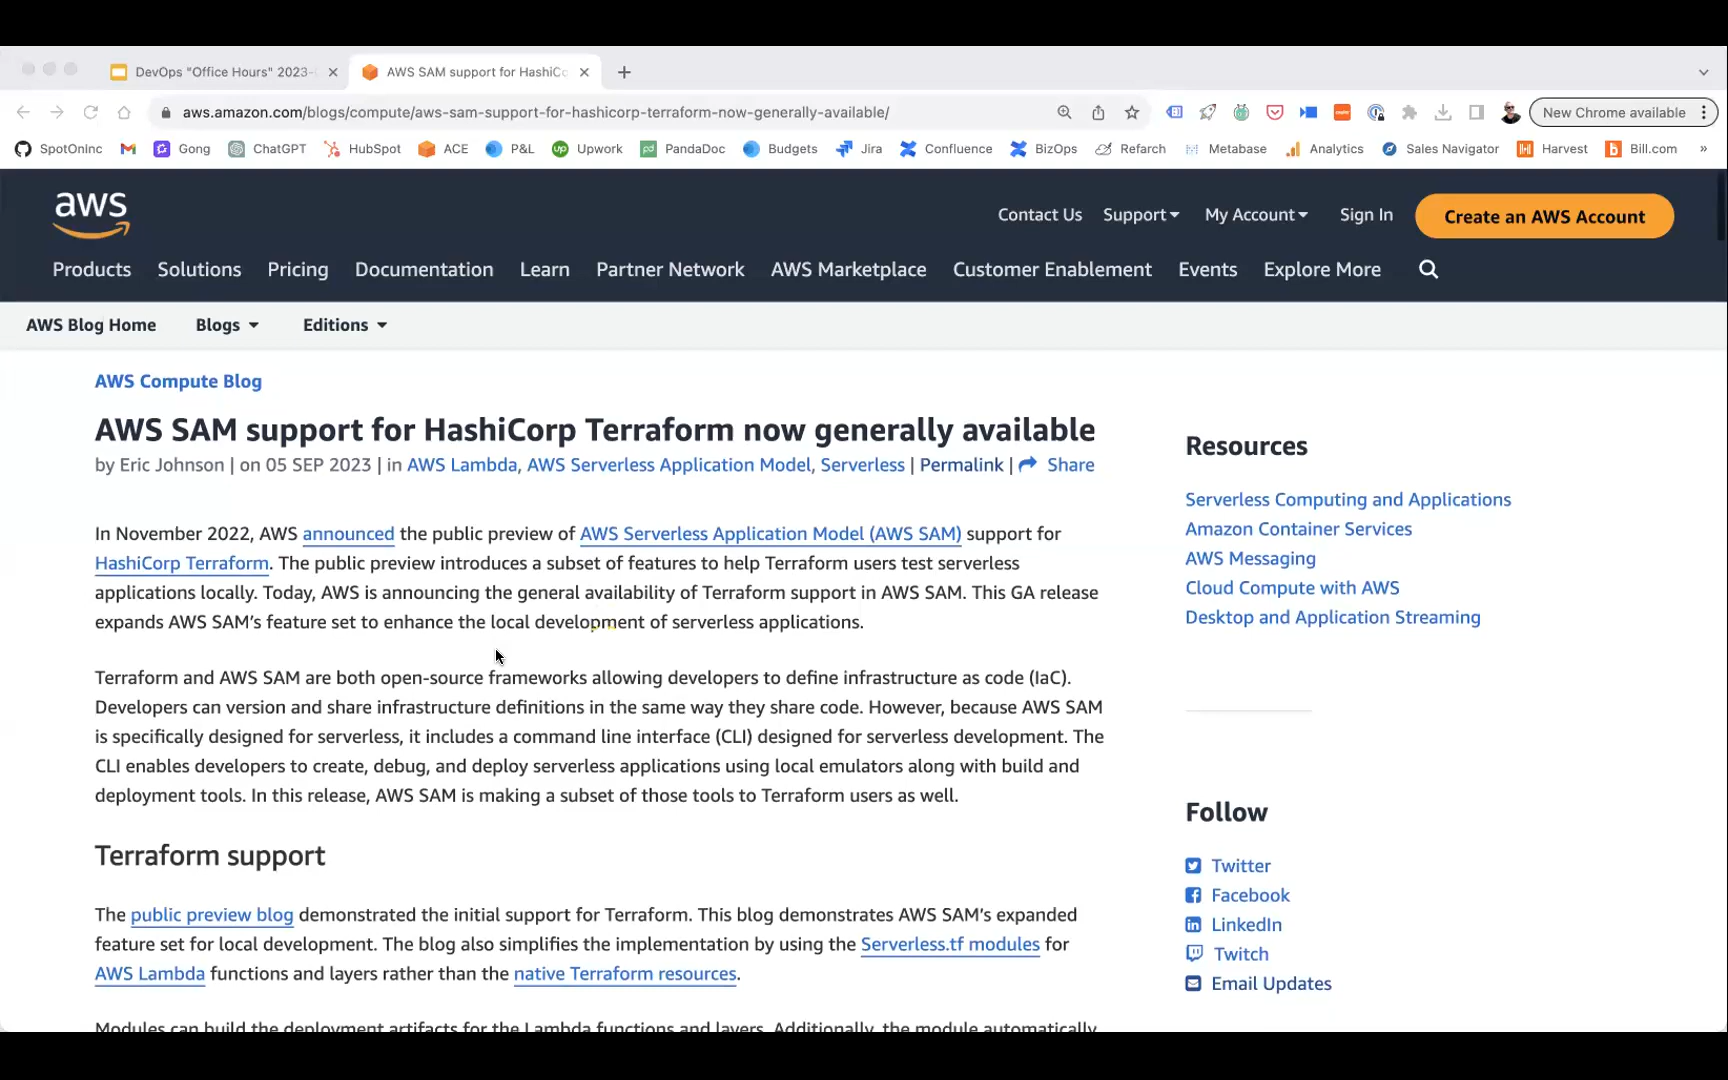 DevOps "Office Hours" 2023-
AWS SAM support for HashiCo
aws.amazon.com/blogs/compute/aws-sam-support-for-hashicorp-terraform-now-generally-available/
New Chrome available
SpotOnInc Gong ChatGPT HubSpot ACE P&L Upwork PandaDoc Budgets Jira Confluence BizOps Refarch Metabase Analytics Sales Navigator Harvest Bill.com »
aws
Contact Us Support My Account Sign In Create an AWS Account
Products Solutions Pricing Documentation Learn Partner Network AWS Marketplace Customer Enablement Events Explore More
AWS Blog Home Blogs Editions
AWS Compute Blog
AWS SAM support for HashiCorp Terraform now generally available
by Eric Johnson | on 05 SEP 2023 | in AWS Lambda, AWS Serverless Application Model, Serverless | Permalink | Share
In November 2022, AWS announced the public preview of AWS Serverless Application Model (AWS SAM) support for
HashiCorp Terraform. The public preview introduces a subset of features to help Terraform users test serverless
applications locally. Today, AWS is announcing the general availability of Terraform support in AWS SAM. This GA release
expands AWS SAM's feature set to enhance the local development of serverless applications.
Terraform and AWS SAM are both open-source frameworks allowing developers to define infrastructure as code (IaC).
Developers can version and share infrastructure definitions in the same way they share code. However, because AWS SAM
is specifically designed for serverless, it includes a command line interface (CLI) designed for serverless development. The
CLI enables developers to create, debug, and deploy serverless applications using local emulators along with build and
deployment tools. In this release, AWS SAM is making a subset of those tools to Terraform users as well.
Terraform support
The public preview blog demonstrated the initial support for Terraform. This blog demonstrates AWS SAM's expanded
feature set for local development. The blog also simplifies the implementation by using the Serverless.tf modules for
AWS Lambda functions and layers rather than the native Terraform resources.
Modules can build the deployment artifacts for the Lambda functions and layers. Additionally, the module automatically
Resources
Serverless Computing and Applications
Amazon Container Services
AWS Messaging
Cloud Compute with AWS
Desktop and Application Streaming
Follow
Twitter
Facebook
LinkedIn
Twitch
Email Updates